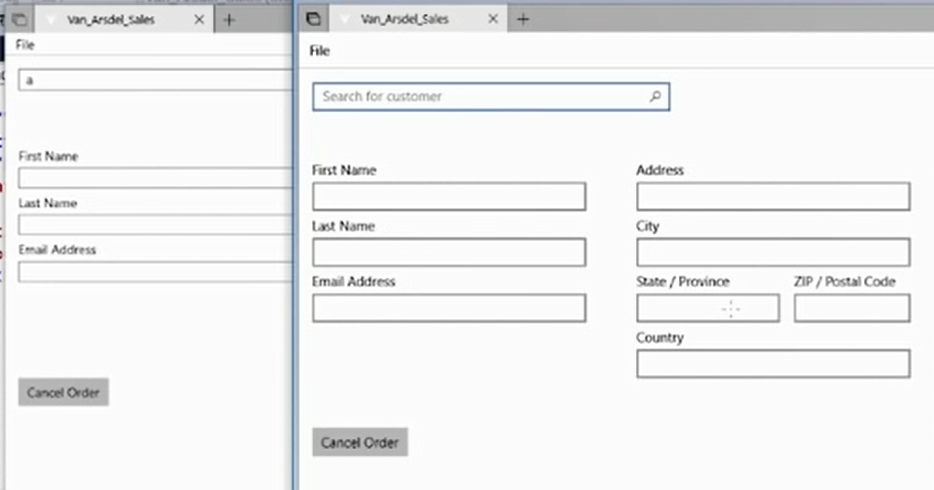 Van_Arsdel_Sales
File
a
First Name
Last Name
Email Address
Cancel Order
Van_Arsdel_Sales
File
Search for customer
First Name
Address
Last Name
City
Email Address
State / Province
ZIP / Postal Code
Country
Cancel Order